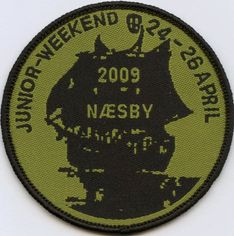 JUNIOR-WEEKEND 24-26 APRIL
2009
NÆSBY